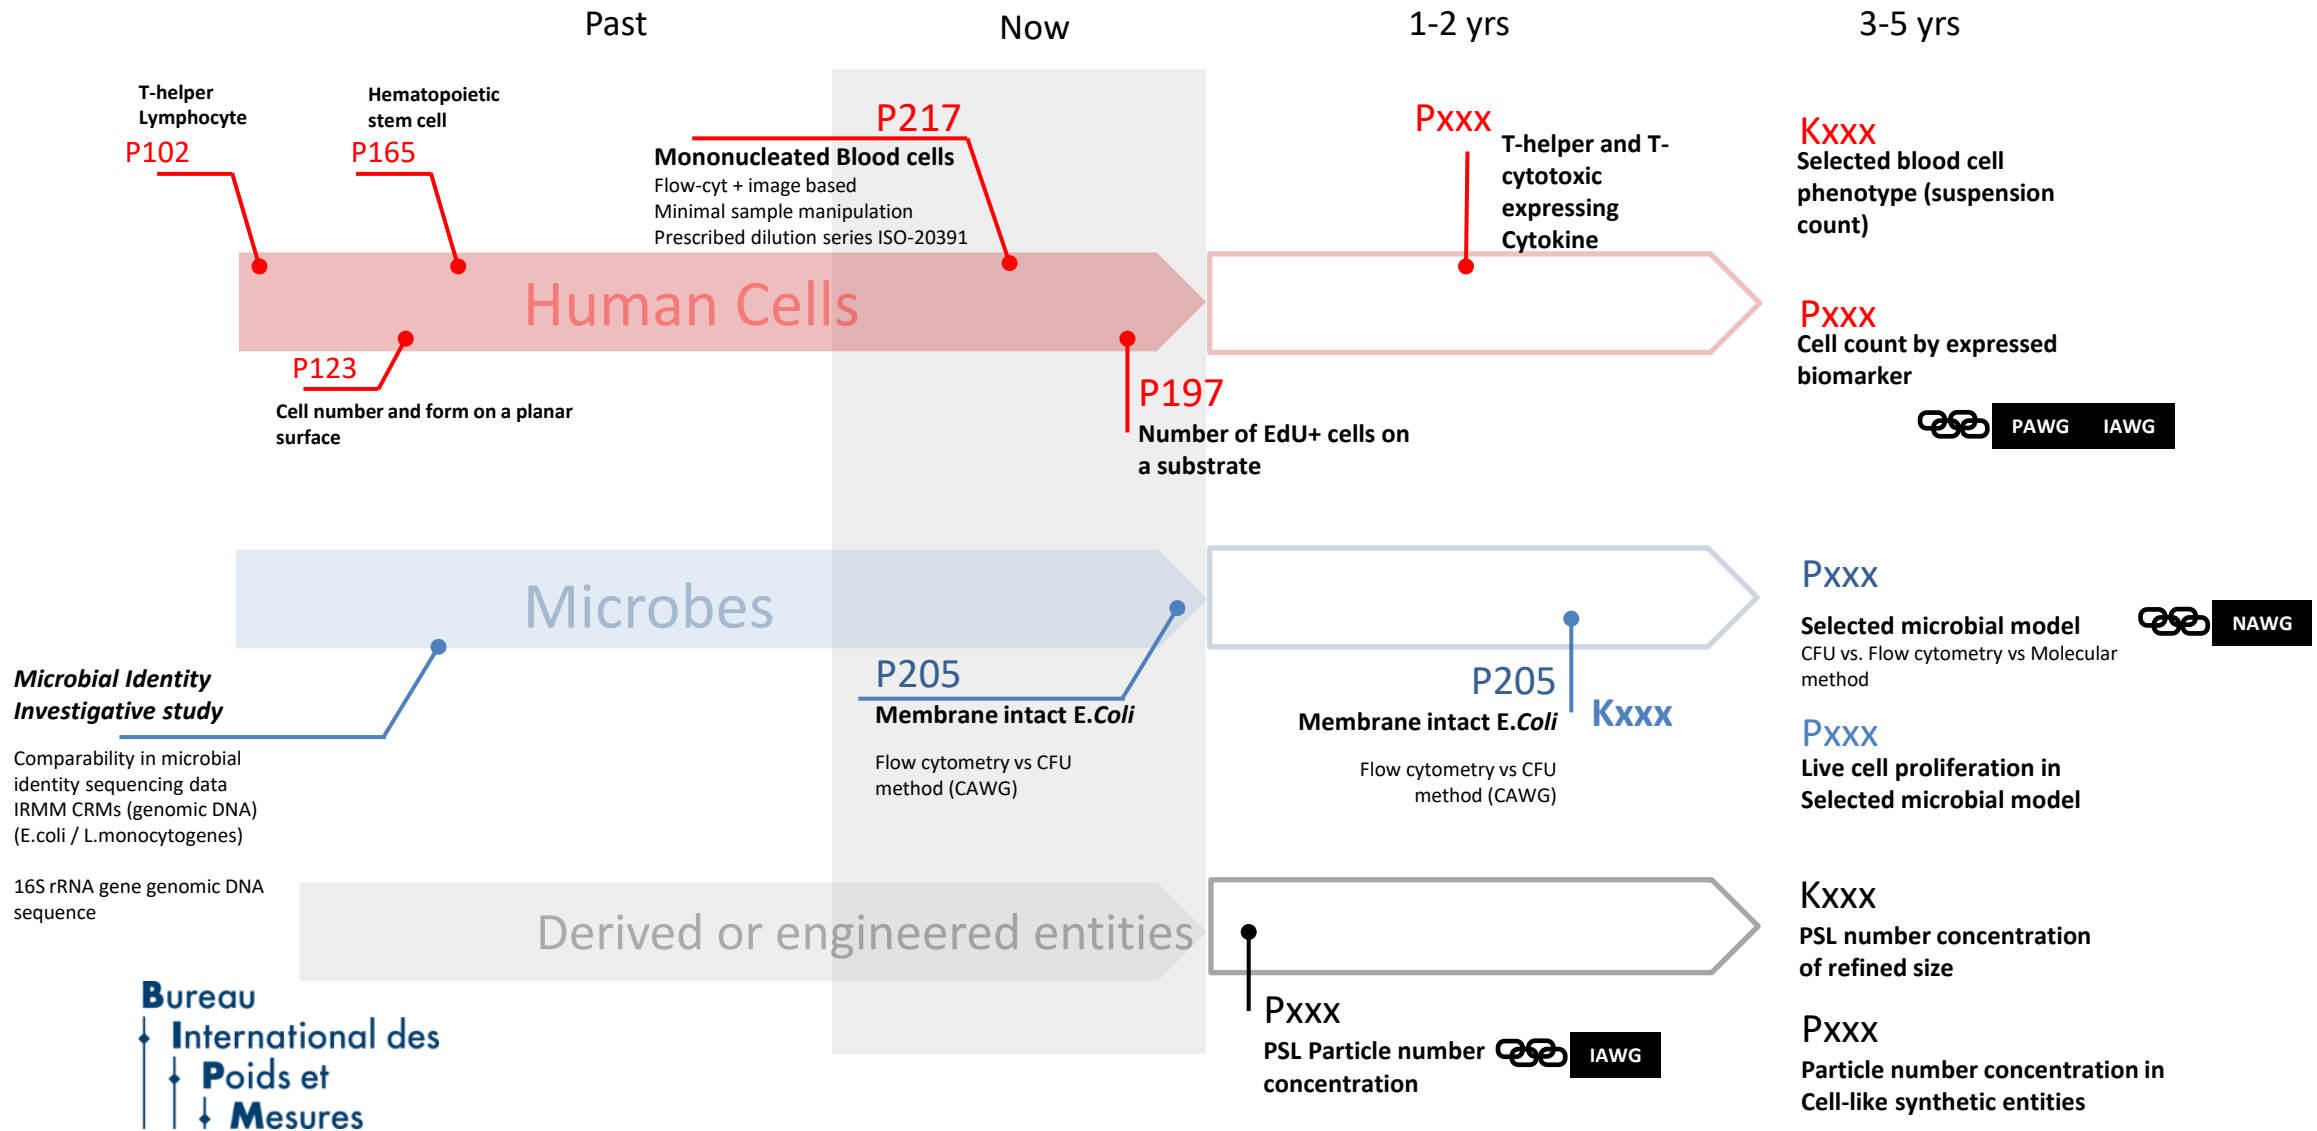 Past
Now
1-2 yrs
3-5 yrs
T-helper
Lymphocyte
P102
Hematopoietic
stem cell
P165
P217
Mononucleated Blood cells
Flow-cyt + image based
Minimal sample manipulation
Prescribed dilution series ISO-20391
Pxxx
T-helper and T-
cytotoxic
expressing
Cytokine
Kxxx
Selected blood cell
phenotype (suspension
count)
Human Cells
Pxxx
Cell count by expressed
biomarker
P123
Cell number and form on a planar
surface
P197
Number of EdU+ cells on
a substrate
PAWG IAWG
Microbes
Pxxx
Selected microbial model
CFU vs. Flow cytometry vs Molecular
method
NAWG
Microbial Identity
Investigative study
Comparability in microbial
identity sequencing data
IRMM CRMs (genomic DNA)
(E.coli / L.monocytogenes)
16S rRNA gene genomic DNA
sequence
P205
Membrane intact E.Coli
Flow cytometry vs CFU
method (CAWG)
P205
Membrane intact E.Coli
Kxxx
Flow cytometry vs CFU
method (CAWG)
Pxxx
Live cell proliferation in
Selected microbial model
Derived or engineered entities
Kxxx
PSL number concentration
of refined size
Pxxx
PSL Particle number
concentration
IAWG
Pxxx
Particle number concentration in
Cell-like synthetic entities
Bureau
International des
Poids et
Mesures